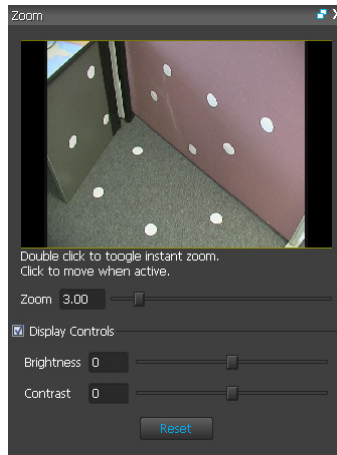 Zoom
Double click to toogle instant zoom.
Click to move when active.
Zoom 3.00
Display Controls
Brightness 0
Contrast 0
Reset